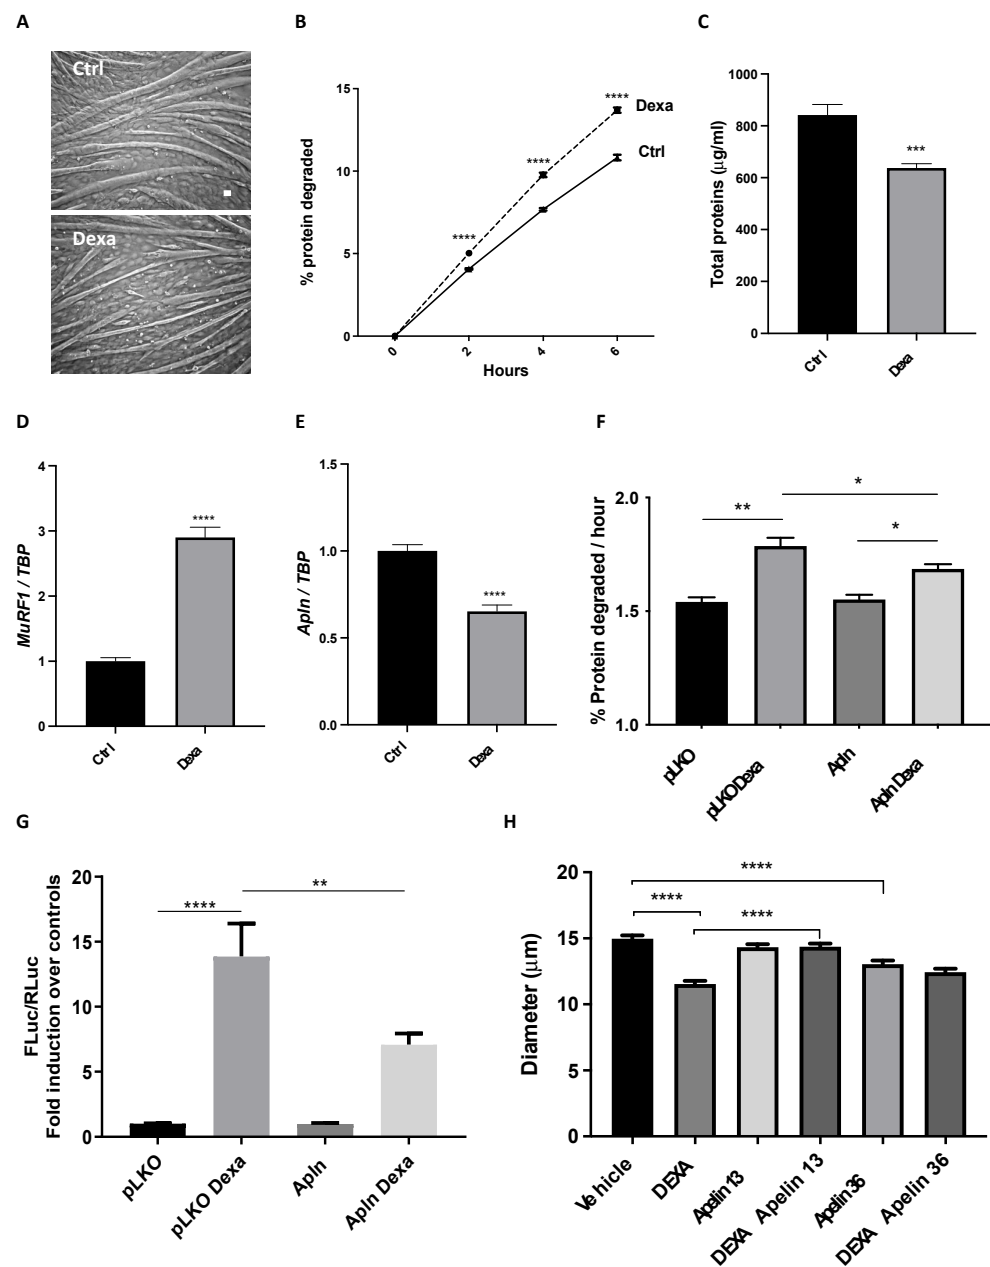 A
B
C
Ctrl
Dexa
% protein degraded
15
10
5
0
****
****
****
Dexa
Ctrl
0
2
4
6
Hours
Total proteins (µg/ml)
1000
800
600
400
200
0
***
Ctrl
Dexa
D
E
F
MuRF1 / TBP
4
3
2
1
0
****
Ctrl
Dexa
Apln / TBP
1.5
1.0
0.5
0.0
****
Ctrl
Dexa
% Protein degraded / hour
2.0
1.5
1.0
**
*
*
pLKO
pLKO Dexa
Apln
Apln Dexa
G
H
FLuc/RLuc
Fold induction over controls
20
15
10
5
0
****
**
pLKO
pLKO Dexa
Apln
Apln Dexa
Diameter (µm)
20
15
10
5
0
****
****
****
Vehicle
DEXA
Apelin 13
DEXA Apelin 13
Apelin 36
DEXA Apelin 36